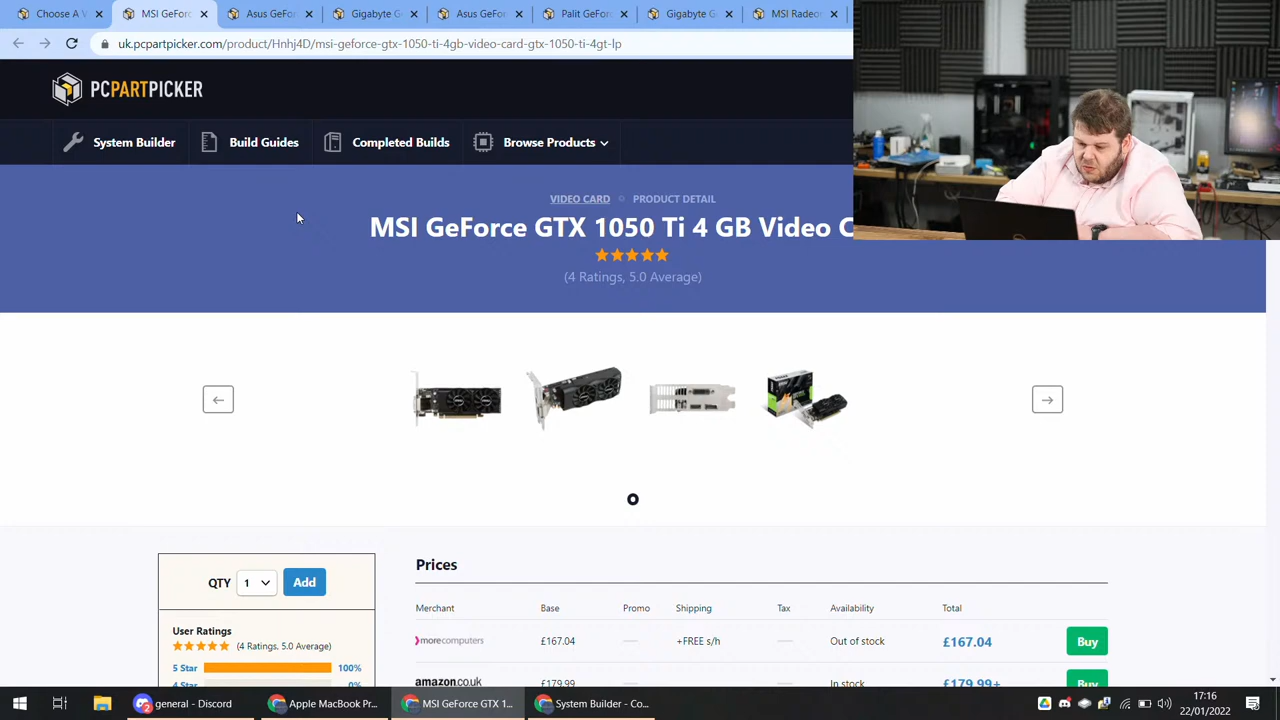 Choose A V
MSI GeForc
Asus GeFo
Gigabyte G
Asus GeFo
Palit GeForc
Gigabyte G
MSI Radeo
uk.pcpartpicker.com/product/Hnhj4D/msi-geforce-gtx-1050-ti-4gb-video-card-gtx-1050-ti-4gt-lp
PCPARTPICKER
System Builder
Build Guides
Completed Builds
Browse Products
VIDEO CARD
PRODUCT DETAIL
MSI GeForce GTX 1050 Ti 4 GB Video C
(4 Ratings, 5.0 Average)
QTY 1 Add
User Ratings
(4 Ratings, 5.0 Average)
5 Star 100%
4 Star 0%
Prices
Merchant Base Promo Shipping Tax Availability Total
morecomputers £167.04 — +FREE s/h — Out of stock £167.04 Buy
amazon.co.uk £179.99 In stock £179.99+ Buy
general - Discord
Apple MacBook Pr
MSI GeForce GTX 1...
System Builder - Co...
17:16
22/01/2022